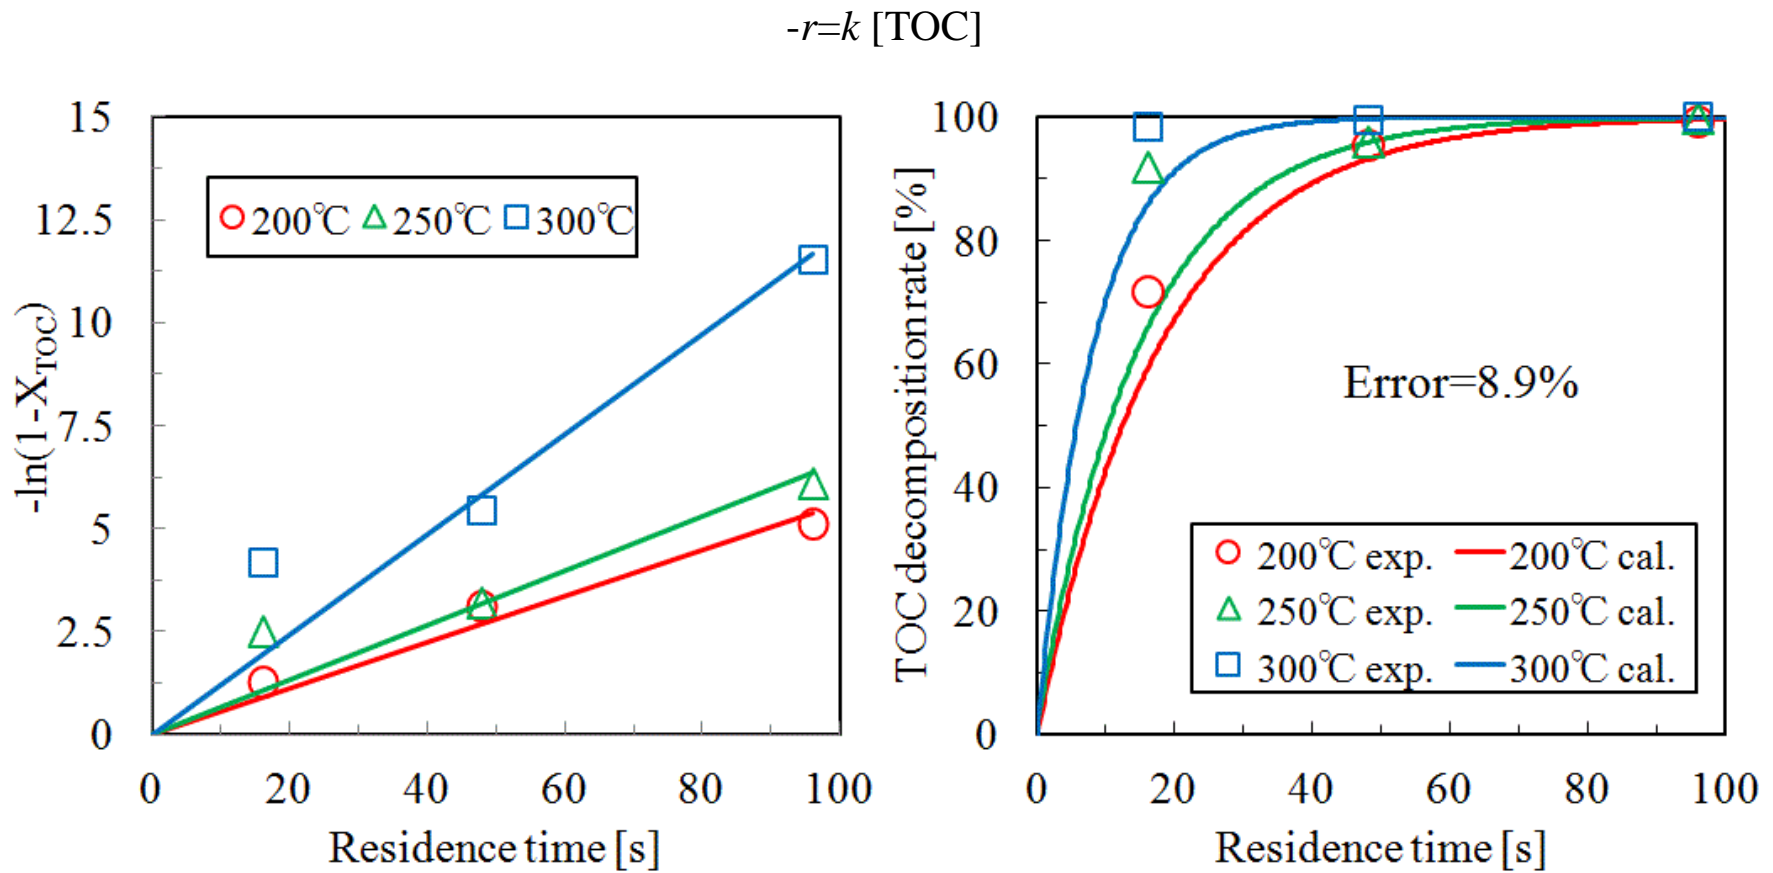 -r=k [TOC]
15
12.5
10
7.5
5
2.5
0
-ln(1-X_TOC)
200℃ 250℃ 300℃
0 20 40 60 80 100
Residence time [s]
100
80
60
40
20
0
TOC decomposition rate [%]
Error=8.9%
200℃ exp. 200℃ cal.
250℃ exp. 250℃ cal.
300℃ exp. 300℃ cal.
0 20 40 60 80 100
Residence time [s]